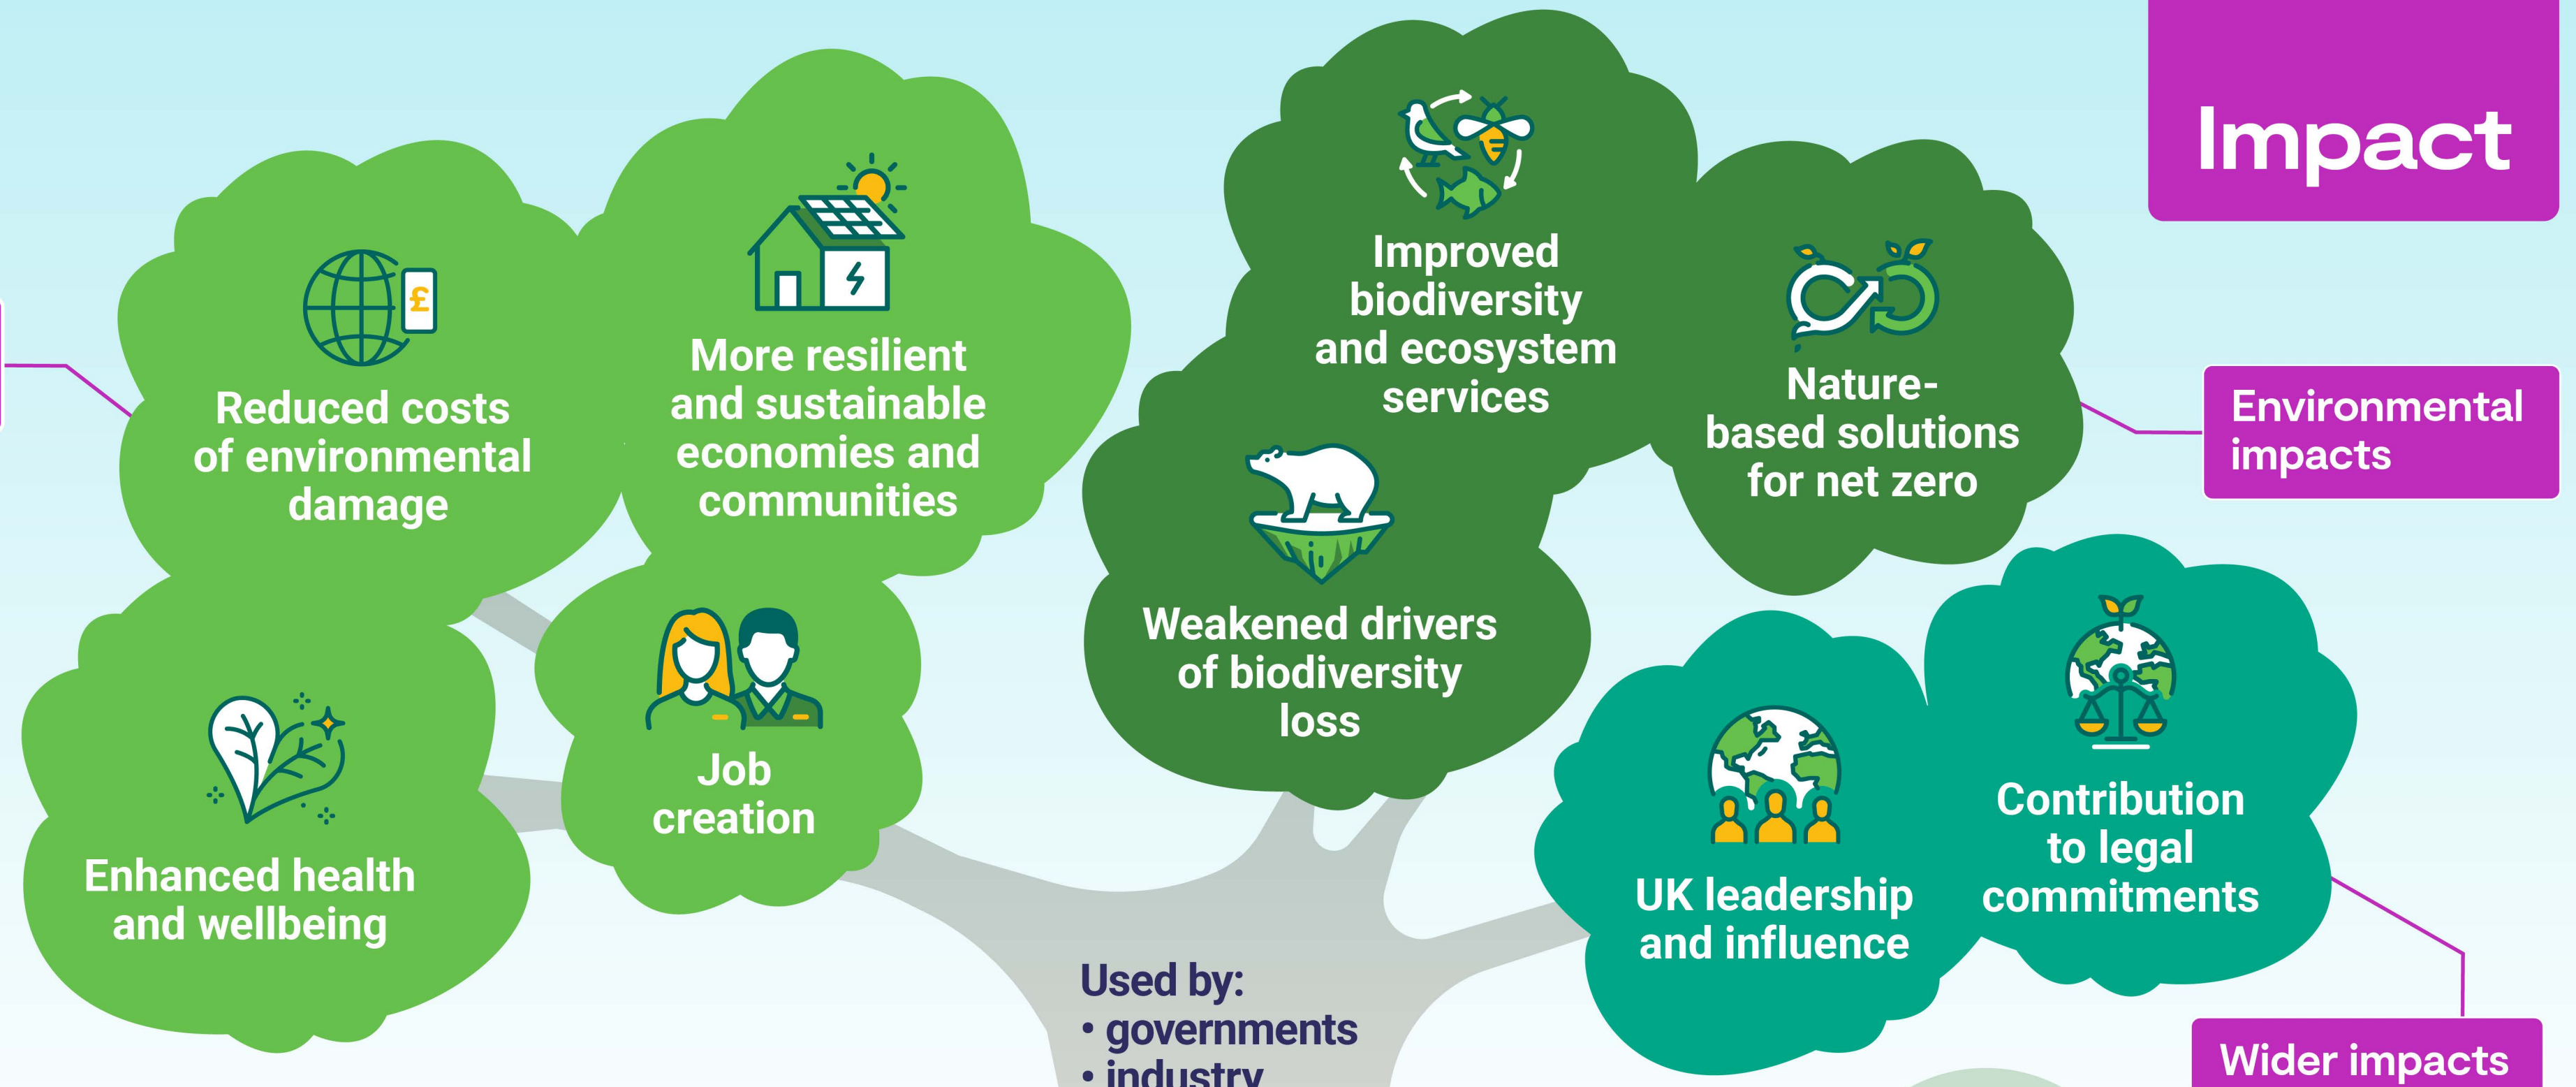 Impact
£
Reduced costs
of environmental
damage
More resilient
and sustainable
economies and
communities
Enhanced health
and wellbeing
Job
creation
Improved
biodiversity
and ecosystem
services
Weakened drivers
of biodiversity
loss
Nature-
based solutions
for net zero
Environmental
impacts
UK leadership
and influence
Contribution
to legal
commitments
Wider impacts
Used by:
• governments
• industry